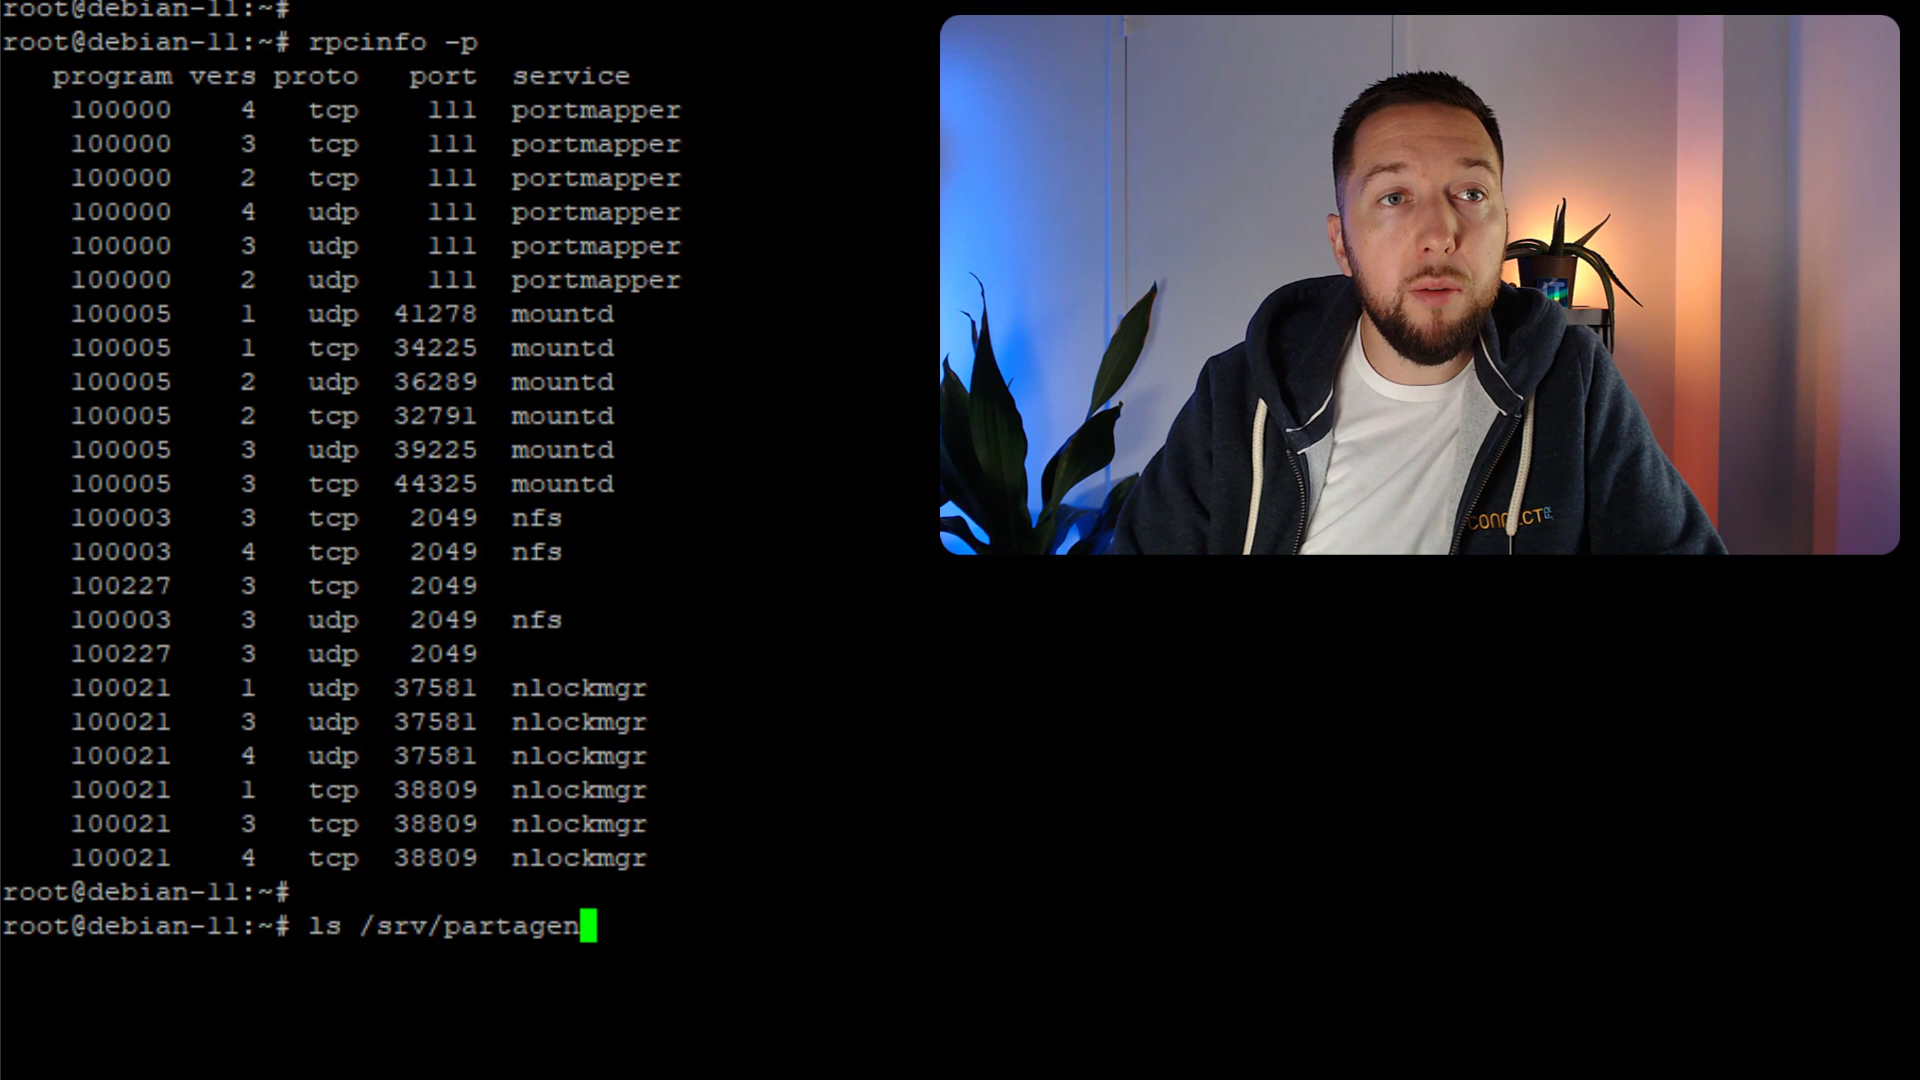 root@debian-11:~#
root@debian-11:~# rpcinfo -p
program vers proto port service
100000 4 tcp 111 portmapper
100000 3 tcp 111 portmapper
100000 2 tcp 111 portmapper
100000 4 udp 111 portmapper
100000 3 udp 111 portmapper
100000 2 udp 111 portmapper
100005 1 udp 41278 mountd
100005 1 tcp 34225 mountd
100005 2 udp 36289 mountd
100005 2 tcp 32791 mountd
100005 3 udp 39225 mountd
100005 3 tcp 44325 mountd
100003 3 tcp 2049 nfs
100003 4 tcp 2049 nfs
100227 3 tcp 2049
100003 3 udp 2049 nfs
100227 3 udp 2049
100021 1 udp 37581 nlockmgr
100021 3 udp 37581 nlockmgr
100021 4 udp 37581 nlockmgr
100021 1 tcp 38809 nlockmgr
100021 3 tcp 38809 nlockmgr
100021 4 tcp 38809 nlockmgr
root@debian-11:~#
root@debian-11:~# ls /srv/partagen
IT